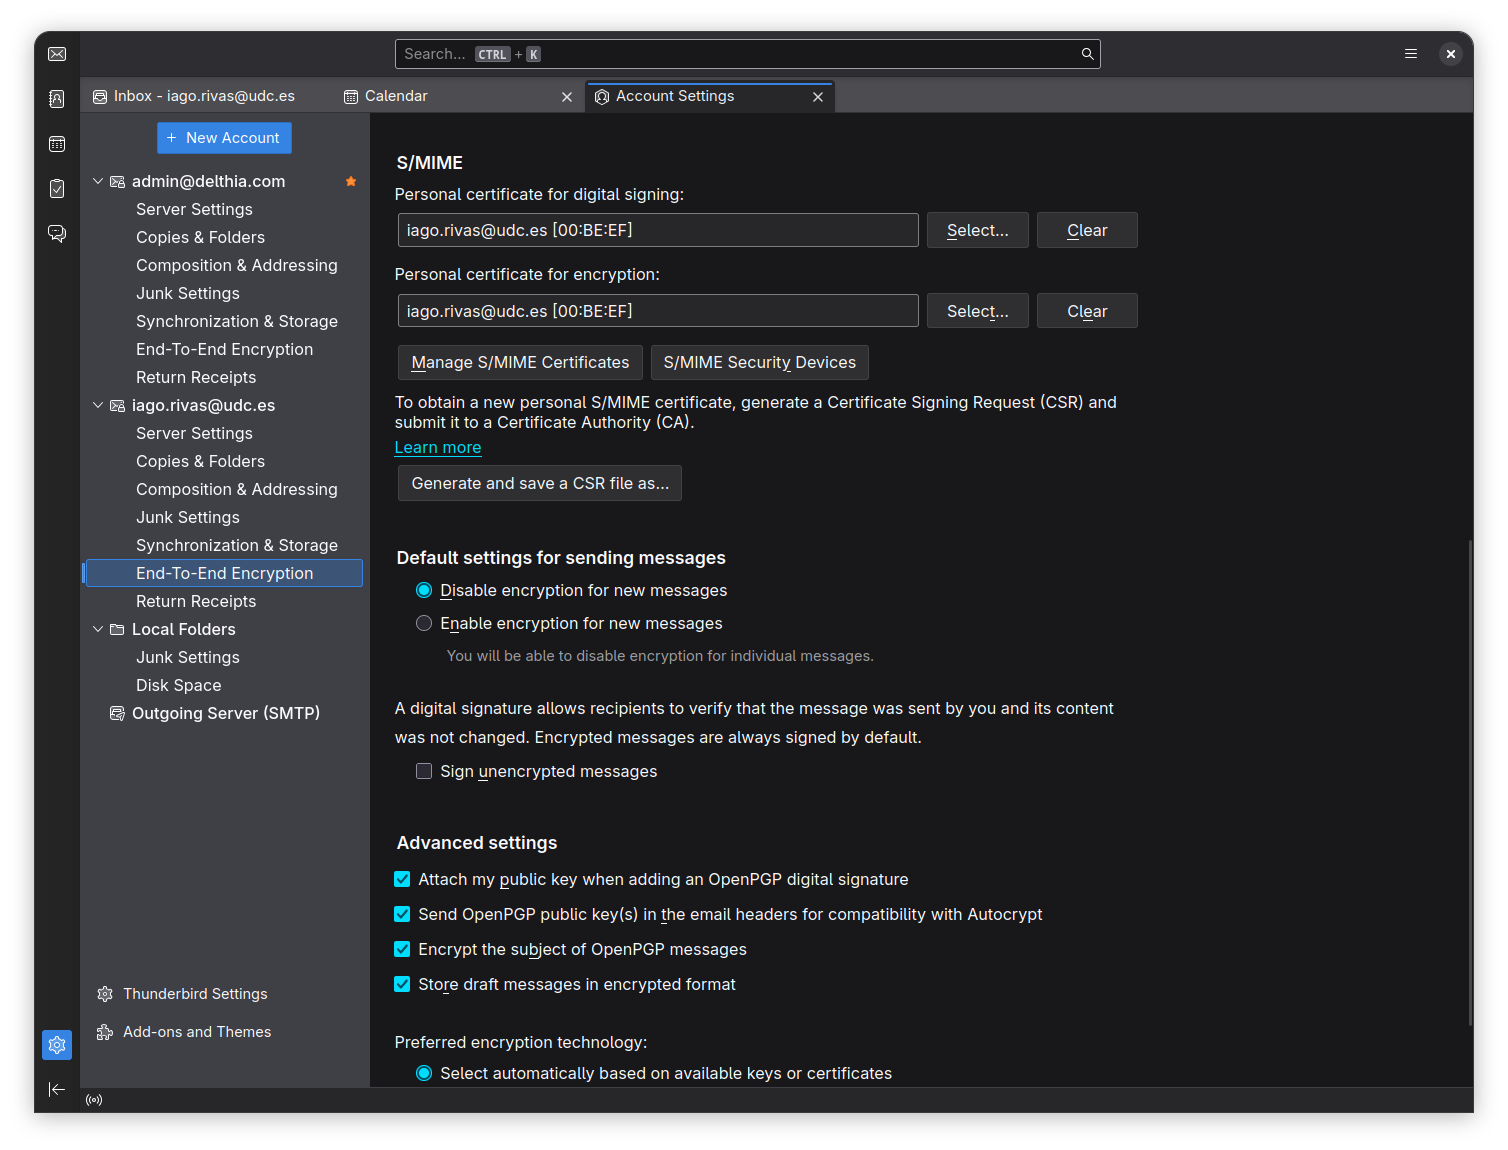 Search... CTRL + K
Inbox - iago.rivas@udc.es
Calendar
Account Settings
+ New Account
admin@delthia.com
Server Settings
Copies & Folders
Composition & Addressing
Junk Settings
Synchronization & Storage
End-To-End Encryption
Return Receipts
iago.rivas@udc.es
Server Settings
Copies & Folders
Composition & Addressing
Junk Settings
Synchronization & Storage
End-To-End Encryption
Return Receipts
Local Folders
Junk Settings
Disk Space
Outgoing Server (SMTP)
Thunderbird Settings
Add-ons and Themes
S/MIME
Personal certificate for digital signing:
iago.rivas@udc.es [00:BE:EF] Select... Clear
Personal certificate for encryption:
iago.rivas@udc.es [00:BE:EF] Select... Clear
Manage S/MIME Certificates S/MIME Security Devices
To obtain a new personal S/MIME certificate, generate a Certificate Signing Request (CSR) and
submit it to a Certificate Authority (CA).
Learn more
Generate and save a CSR file as...
Default settings for sending messages
Disable encryption for new messages
Enable encryption for new messages
You will be able to disable encryption for individual messages.
A digital signature allows recipients to verify that the message was sent by you and its content
was not changed. Encrypted messages are always signed by default.
Sign unencrypted messages
Advanced settings
Attach my public key when adding an OpenPGP digital signature
Send OpenPGP public key(s) in the email headers for compatibility with Autocrypt
Encrypt the subject of OpenPGP messages
Store draft messages in encrypted format
Preferred encryption technology:
Select automatically based on available keys or certificates